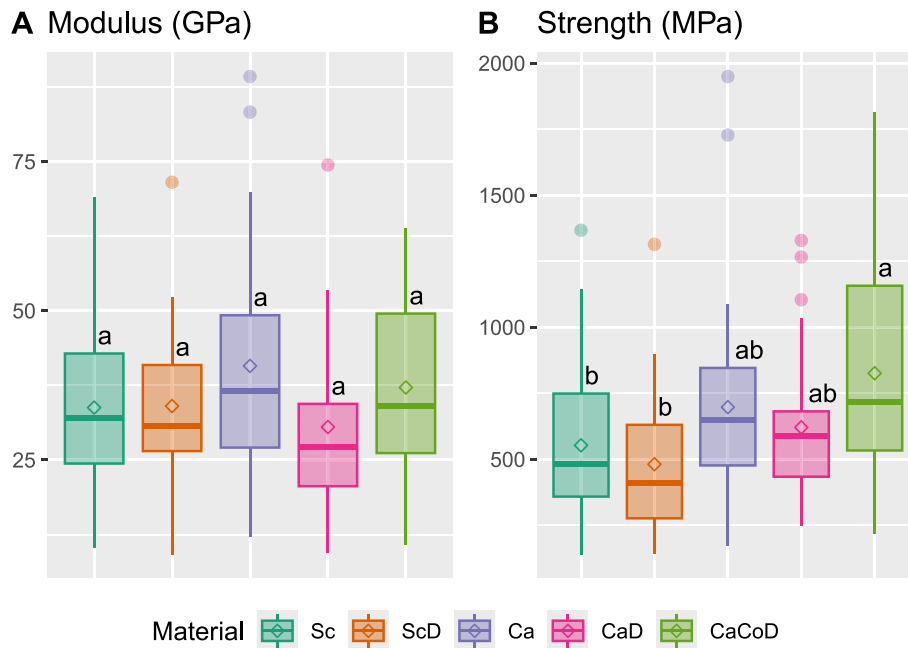 A Modulus (GPa)
75
50
25
a
a
a
a
a
B Strength (MPa)
2000
1500
1000
500
b
b
ab
ab
a
Material Sc ScD Ca CaD CaCoD